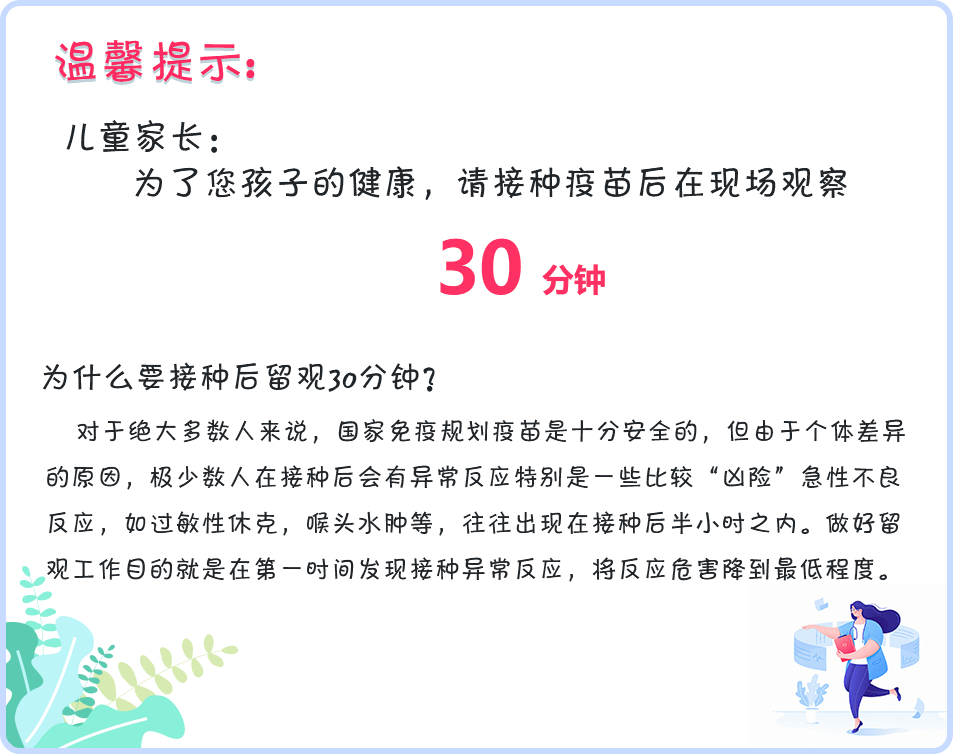 温馨提示:
儿童家长：
为了您孩子的健康，请接种疫苗后在现场观察
30 分钟
为什么要接种后留观30分钟?
对于绝大多数人来说，国家免疫规划疫苗是十分安全的，但由于个体差异
的原因，极少数人在接种后会有异常反应特别是一些比较“凶险”急性不良
反应，如过敏性休克，喉头水肿等，往往出现在接种后半小时之内。做好留
观工作目的就是在第一时间发现接种异常反应，将反应危害降到最低程度。